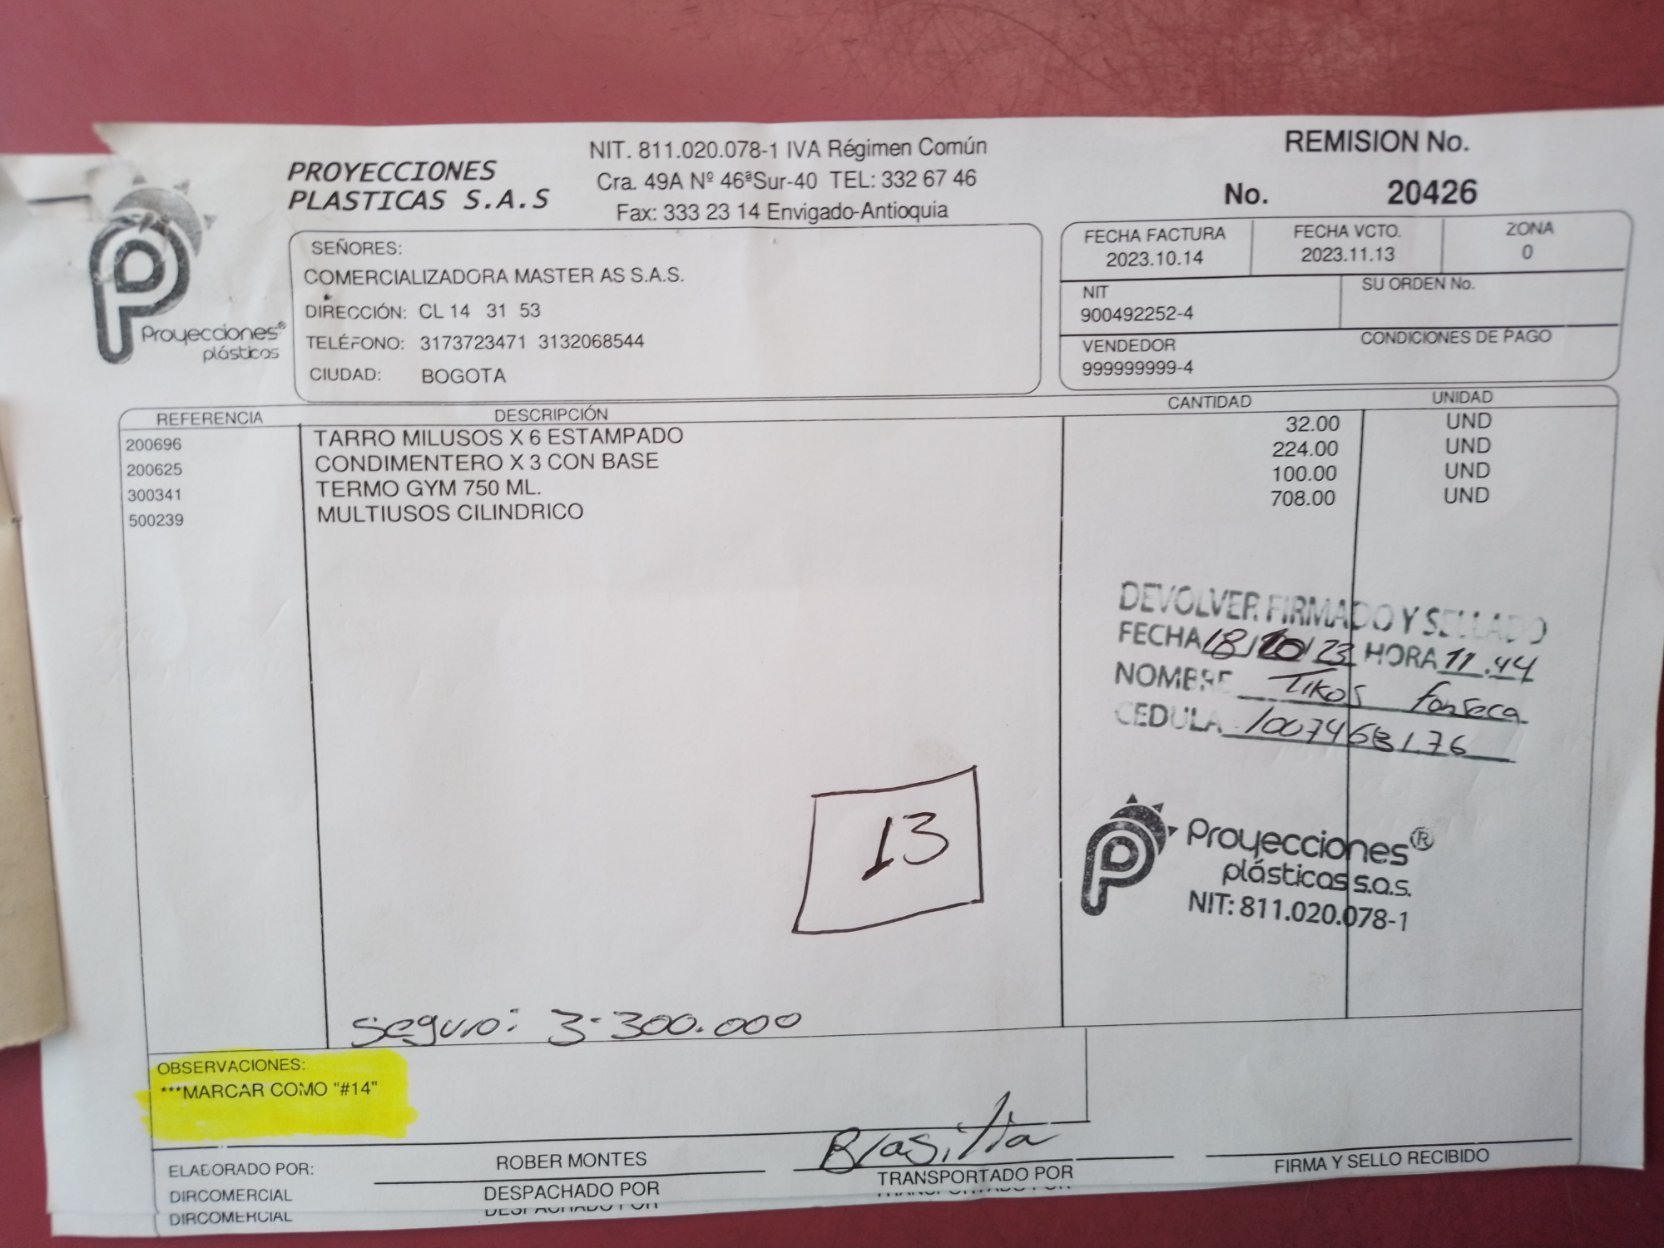 PROYECCIONES
PLASTICAS S.A.S
NIT. 811.020.078-1 IVA Régimen Común
Cra. 49A Nº 46ªSur-40 TEL: 332 67 46
Fax: 333 23 14 Envigado-Antioquia
REMISION No.
No. 20426
Proyecciones®
plásticos
SEÑORES:
COMERCIALIZADORA MASTER AS S.A.S.
DIRECCIÓN: CL 14 31 53
TELÉFONO: 3173723471 3132068544
CIUDAD: BOGOTA
FECHA FACTURA FECHA VCTO. ZONA
2023.10.14 2023.11.13 0
NIT SU ORDEN No.
900492252-4
VENDEDOR CONDICIONES DE PAGO
999999999-4
REFERENCIA DESCRIPCIÓN CANTIDAD UNIDAD
200696 TARRO MILUSOS X 6 ESTAMPADO 32.00 UND
200625 CONDIMENTERO X 3 CON BASE 224.00 UND
300341 TERMO GYM 750 ML. 100.00 UND
500239 MULTIUSOS CILINDRICO 708.00 UND
DEVOLVER FIRMADO Y SELLADO
FECHA 18/10/23 HORA 11.44
NOMBRE Fonseca
CEDULA
13
Proyecciones®
plásticas s.a.s.
NIT: 811.020.078-1
Seguro: 3.300.000
OBSERVACIONES:
***MARCAR COMO "#14"
ELABORADO POR: ROBER MONTES Brasilia
DIRCOMERCIAL DESPACHADO POR TRANSPORTADO POR FIRMA Y SELLO RECIBIDO
DIRCOMERCIAL DESPACHADO POR TRANSPORTADO POR